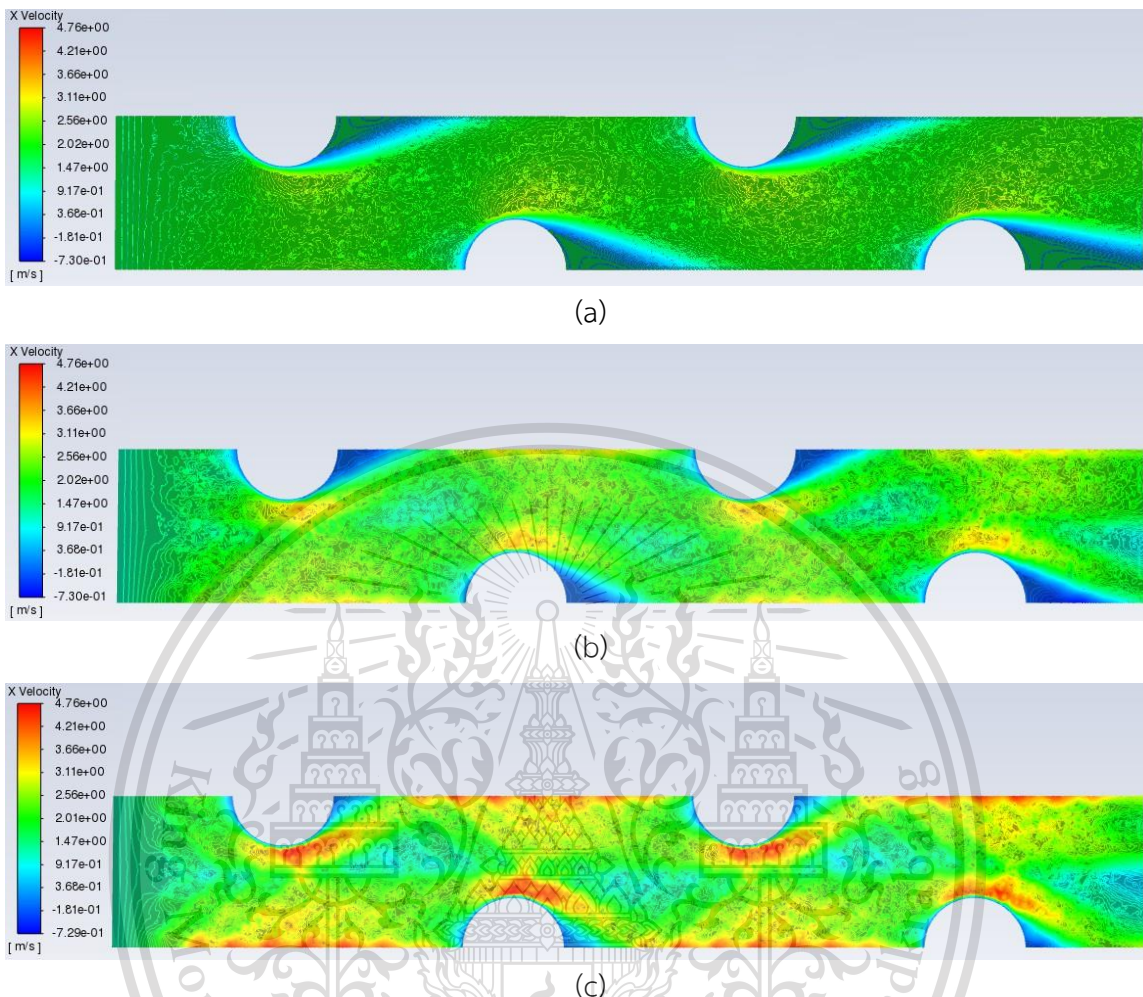 X Velocity
4.76e+00
4.21e+00
3.66e+00
3.11e+00
2.56e+00
2.02e+00
1.47e+00
9.17e-01
3.68e-01
-1.81e-01
-7.30e-01
[ m/s ]
(a)
X Velocity
4.76e+00
4.21e+00
3.66e+00
3.11e+00
2.56e+00
2.02e+00
1.47e+00
9.17e-01
3.68e-01
-1.81e-01
-7.30e-01
[ m/s ]
(b)
X Velocity
4.76e+00
4.21e+00
3.66e+00
3.11e+00
2.56e+00
2.01e+00
1.47e+00
9.17e-01
3.68e-01
-1.81e-01
-7.29e-01
[ m/s ]
(c)